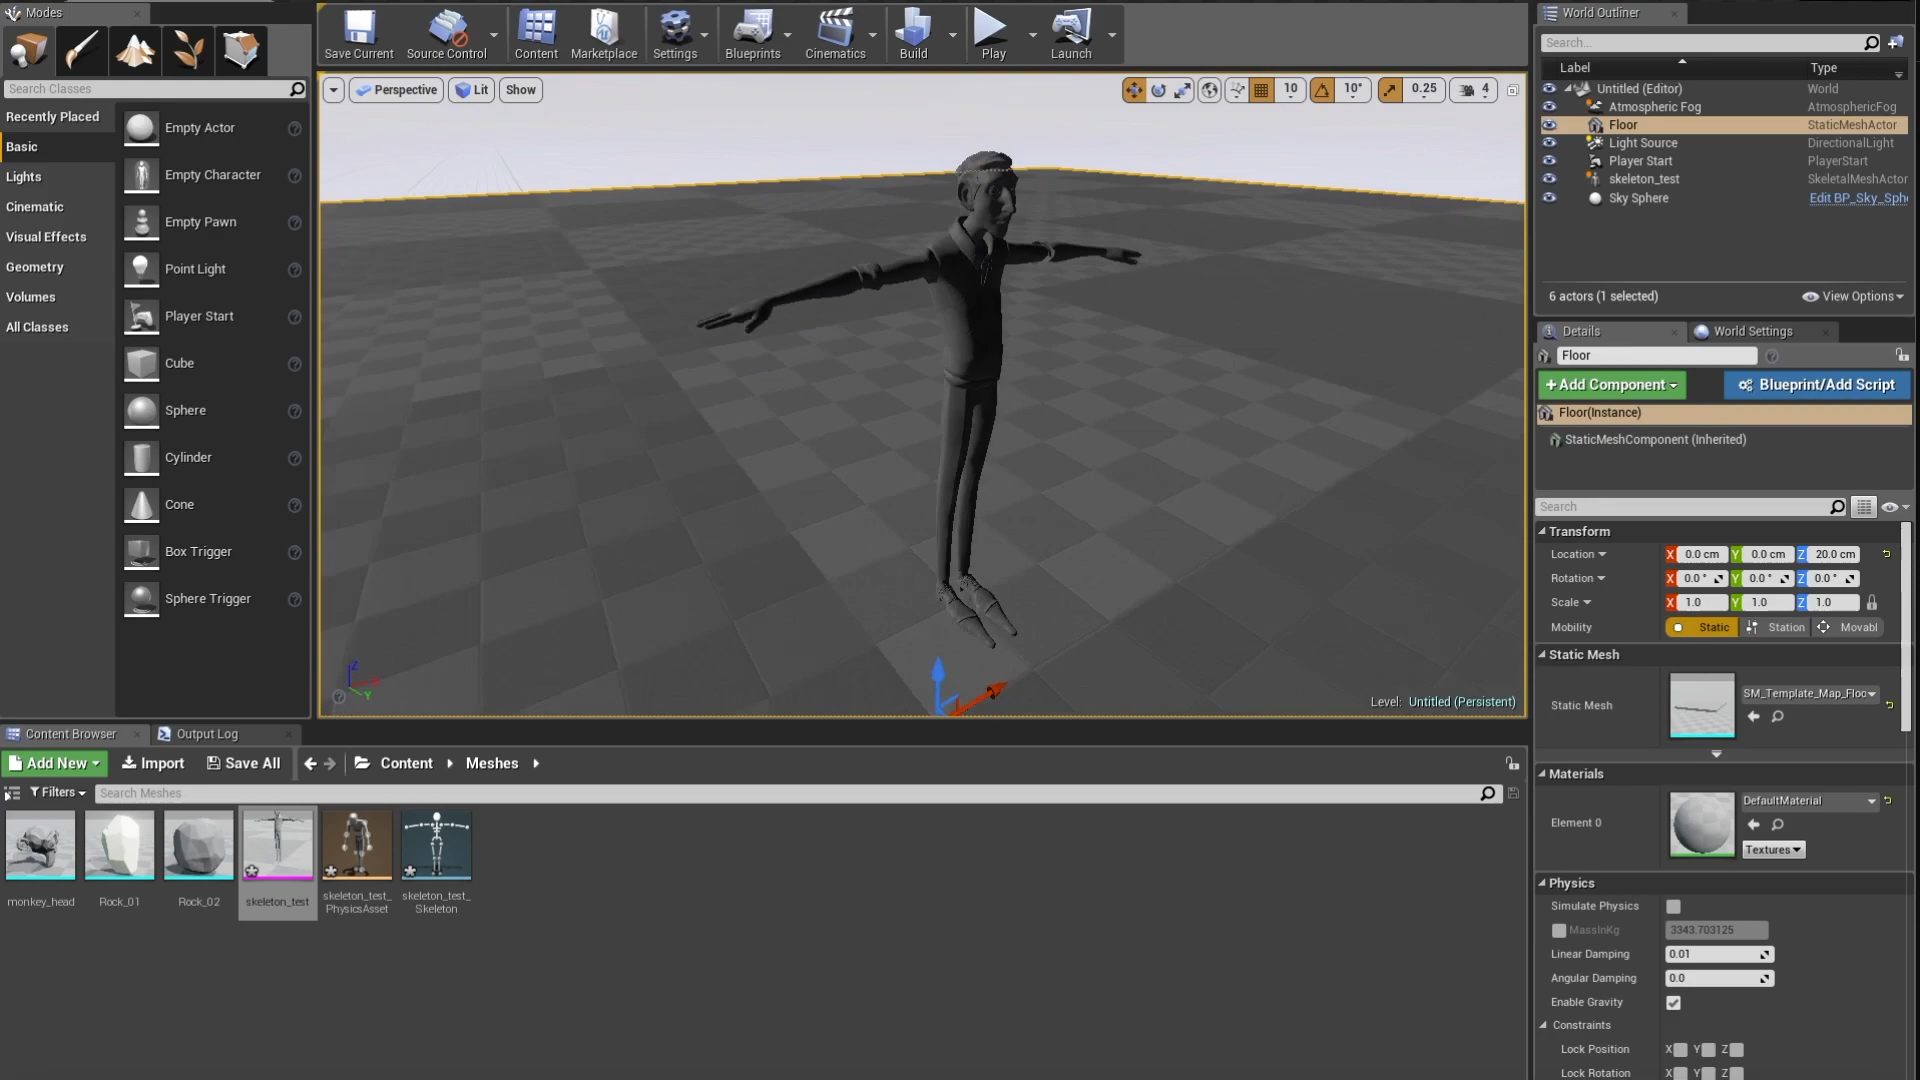 Modes
Save Current
Source Control
Content
Marketplace
Settings
Blueprints
Cinematics
Build
Play
Launch
Search Classes
Recently Placed
Basic
Lights
Cinematic
Visual Effects
Geometry
Volumes
All Classes
Empty Actor
Empty Character
Empty Pawn
Point Light
Player Start
Cube
Sphere
Cylinder
Cone
Box Trigger
Sphere Trigger
Perspective
Lit
Show
10
10°
0.25
4
Z
Y
Level: Untitled (Persistent)
World Outliner
Search...
Label Type
Untitled (Editor) World
Atmospheric Fog AtmosphericFog
Floor StaticMeshActor
Light Source DirectionalLight
Player Start PlayerStart
skeleton_test SkeletalMeshActor
Sky Sphere Edit BP_Sky_Sph
6 actors (1 selected) View Options
Details World Settings
Floor
+Add Component Blueprint/Add Script
Floor(Instance)
StaticMeshComponent (Inherited)
Search
Transform
Location X 0.0 cm Y 0.0 cm Z 20.0 cm
Rotation X 0.0 ° Y 0.0 ° Z 0.0 °
Scale X 1.0 Y 1.0 Z 1.0
Mobility Static Station Movabl
Static Mesh
Static Mesh SM_Template_Map_Floo
Materials
Element 0 DefaultMaterial
Textures
Physics
Simulate Physics
MassInKg 3343.703125
Linear Damping 0.01
Angular Damping 0.0
Enable Gravity
Constraints
Lock Position X Y Z
Lock Rotation X Y Z
Content Browser Output Log
Add New Import Save All Content Meshes
Filters Search Meshes
monkey_head
Rock_01
Rock_02
skeleton_test
skeleton_test_
PhysicsAsset
skeleton_test_
Skeleton